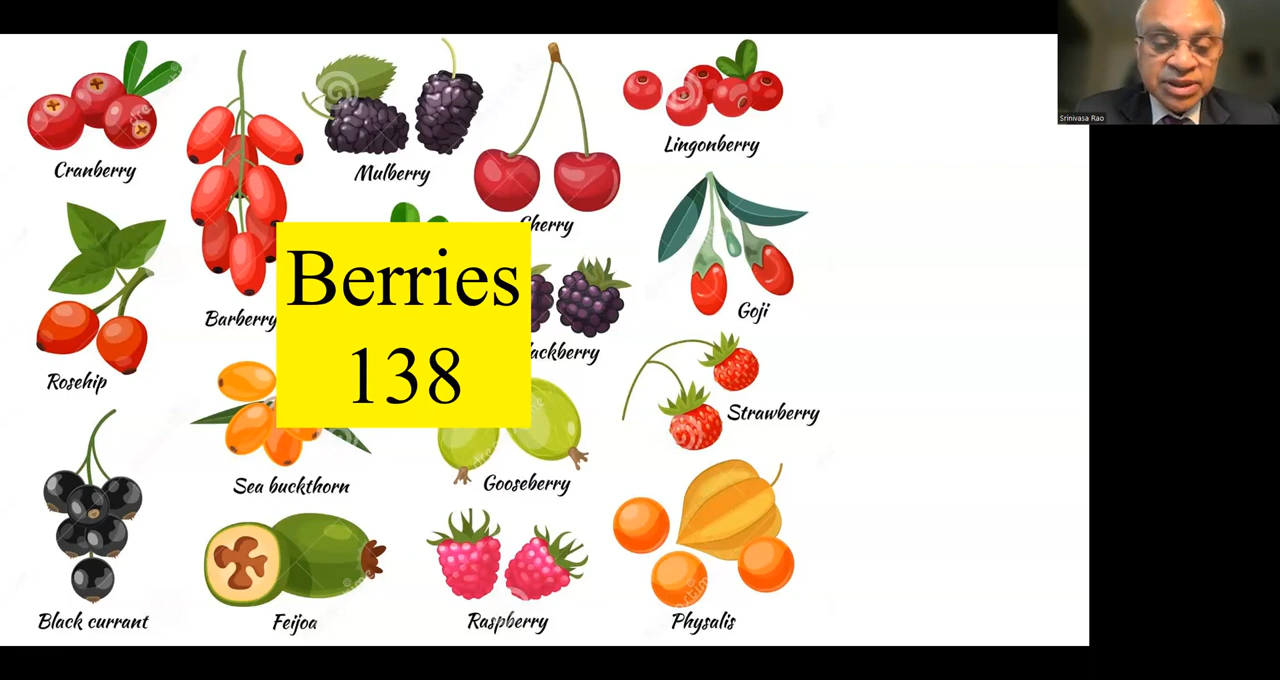 Cranberry
Mulberry
Lingonberry
Srinivasa Rao
Cherry
Barberry
Goji
Berries
138
Blackberry
Rosehip
Strawberry
Sea buckthorn
Gooseberry
Black currant
Feijoa
Raspberry
Physalis